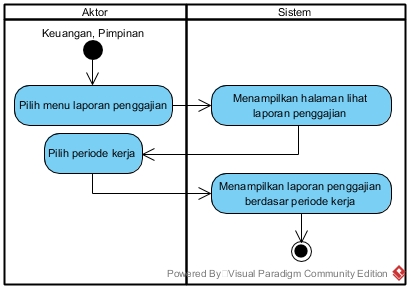 Aktor
Sistem
Keuangan, Pimpinan
Pilih menu laporan penggajian
Menampilkan halaman lihat
laporan penggajian
Pilih periode kerja
Menampilkan laporan penggajian
berdasar periode kerja
Powered By Visual Paradigm Community Edition